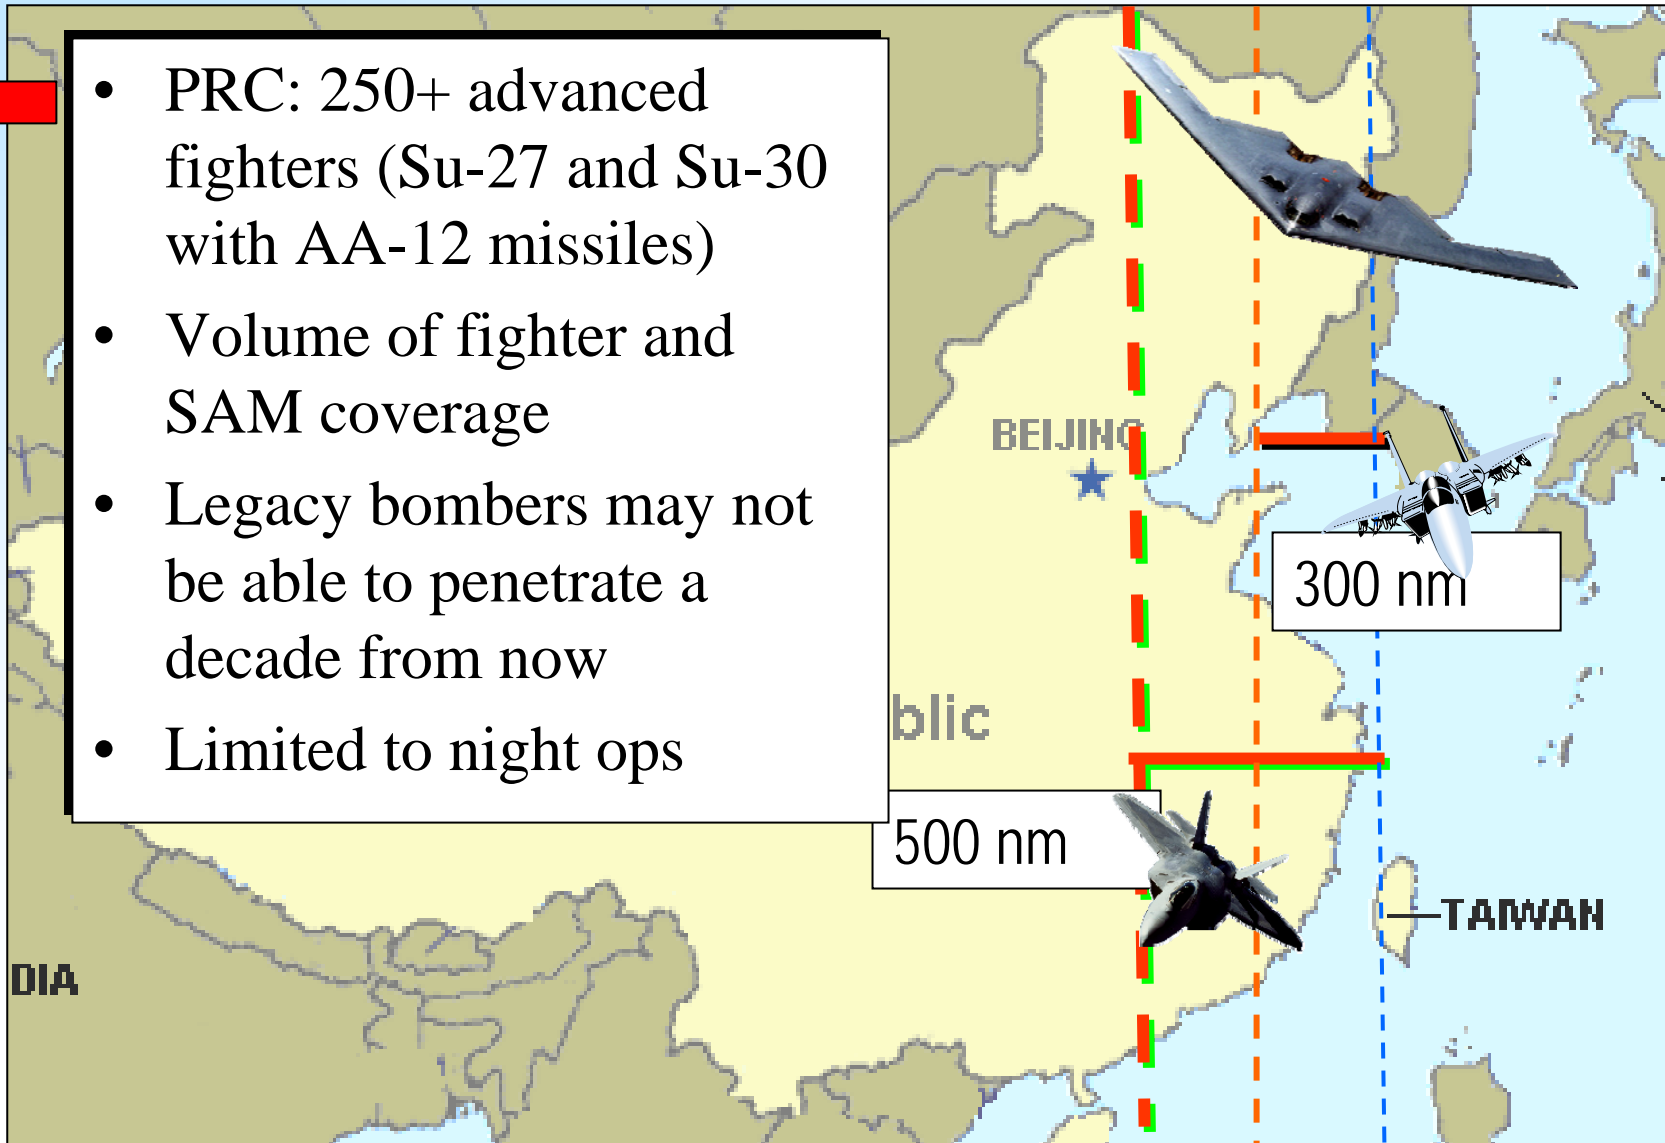 • PRC: 250+ advanced
fighters (Su-27 and Su-30
with AA-12 missiles)
• Volume of fighter and
SAM coverage
• Legacy bombers may not
be able to penetrate a
decade from now
• Limited to night ops
BEIJING
300 nm
blic
500 nm
TAIWAN
DIA